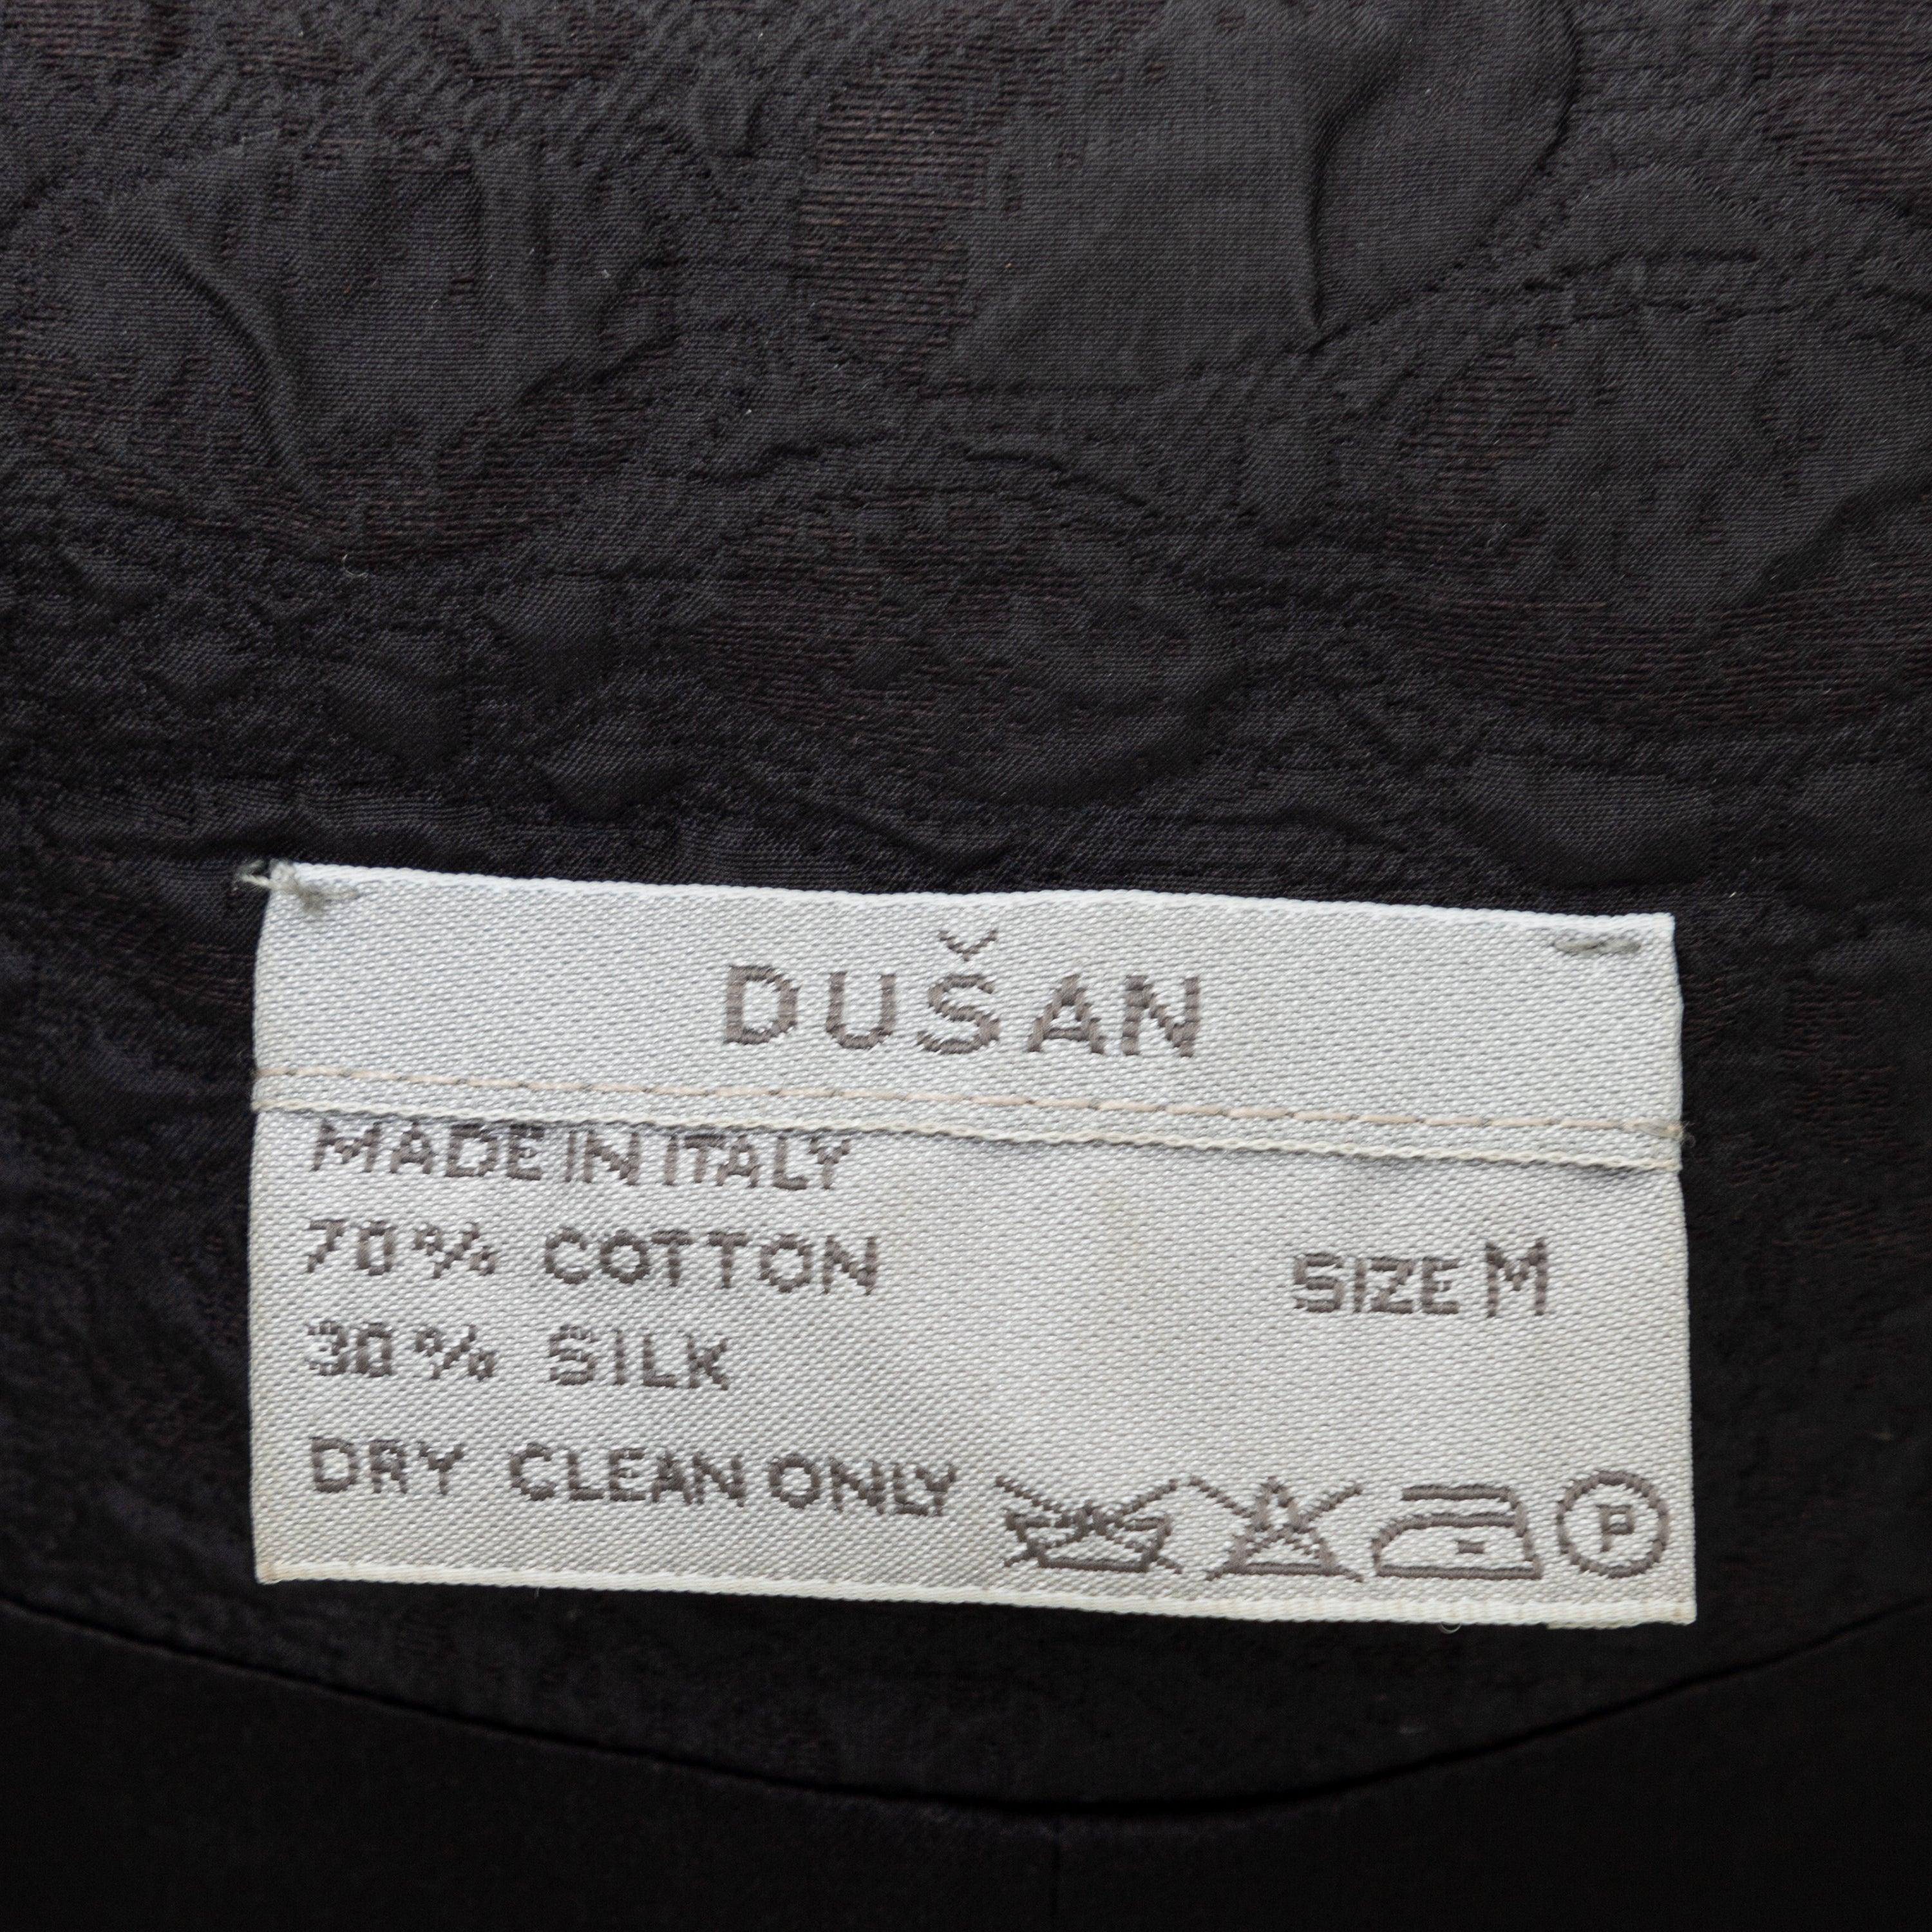 DUŠAN
MADE IN ITALY
70% COTTON
SIZE M
30% SILK
DRY CLEAN ONLY
P